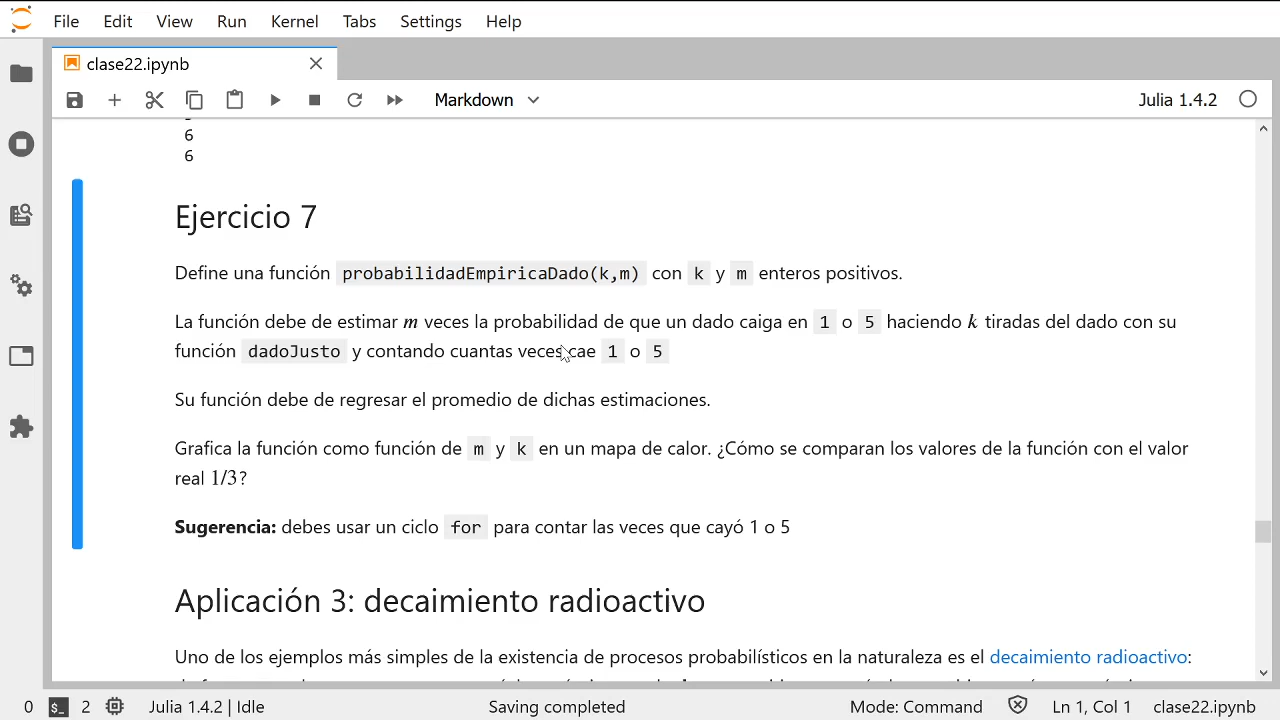 File Edit View Run Kernel Tabs Settings Help
clase22.ipynb
Markdown
Julia 1.4.2
6
6
Ejercicio 7
Define una función probabilidadEmpiricaDado(k,m) con k y m enteros positivos.
La función debe de estimar m veces la probabilidad de que un dado caiga en 1 o 5 haciendo k tiradas del dado con su
función dadoJusto y contando cuantas veces cae 1 o 5
Su función debe de regresar el promedio de dichas estimaciones.
Grafica la función como función de m y k en un mapa de calor. ¿Cómo se comparan los valores de la función con el valor
real 1/3?
Sugerencia: debes usar un ciclo for para contar las veces que cayó 1 o 5
Aplicación 3: decaimiento radioactivo
Uno de los ejemplos más simples de la existencia de procesos probabilísticos en la naturaleza es el decaimiento radioactivo:
0 $_ 2 Julia 1.4.2 | Idle Saving completed Mode: Command Ln 1, Col 1 clase22.ipynb